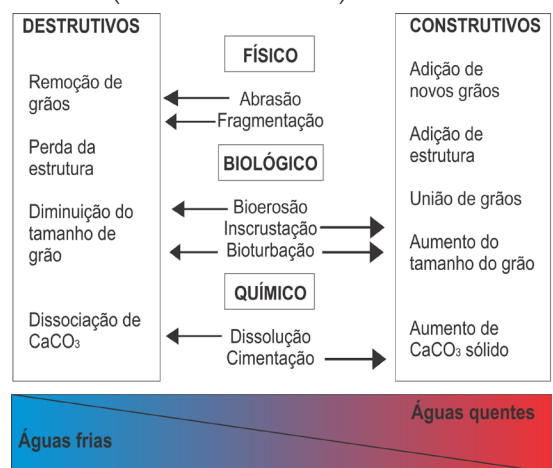 DESTRUTIVOS
Remoção de
grãos
Perda da
estrutura
Diminuição do
tamanho de
grão
Dissociação de
CaCO₃
FÍSICO
Abrasão
Fragmentação
BIOLÓGICO
Bioerosão
Inscrustação
Bioturbação
QUÍMICO
Dissolução
Cimentação
CONSTRUTIVOS
Adição de
novos grãos
Adição de
estrutura
União de grãos
Aumento do
tamanho do grão
Aumento de
CaCO₃ sólido
Águas quentes
Águas frias